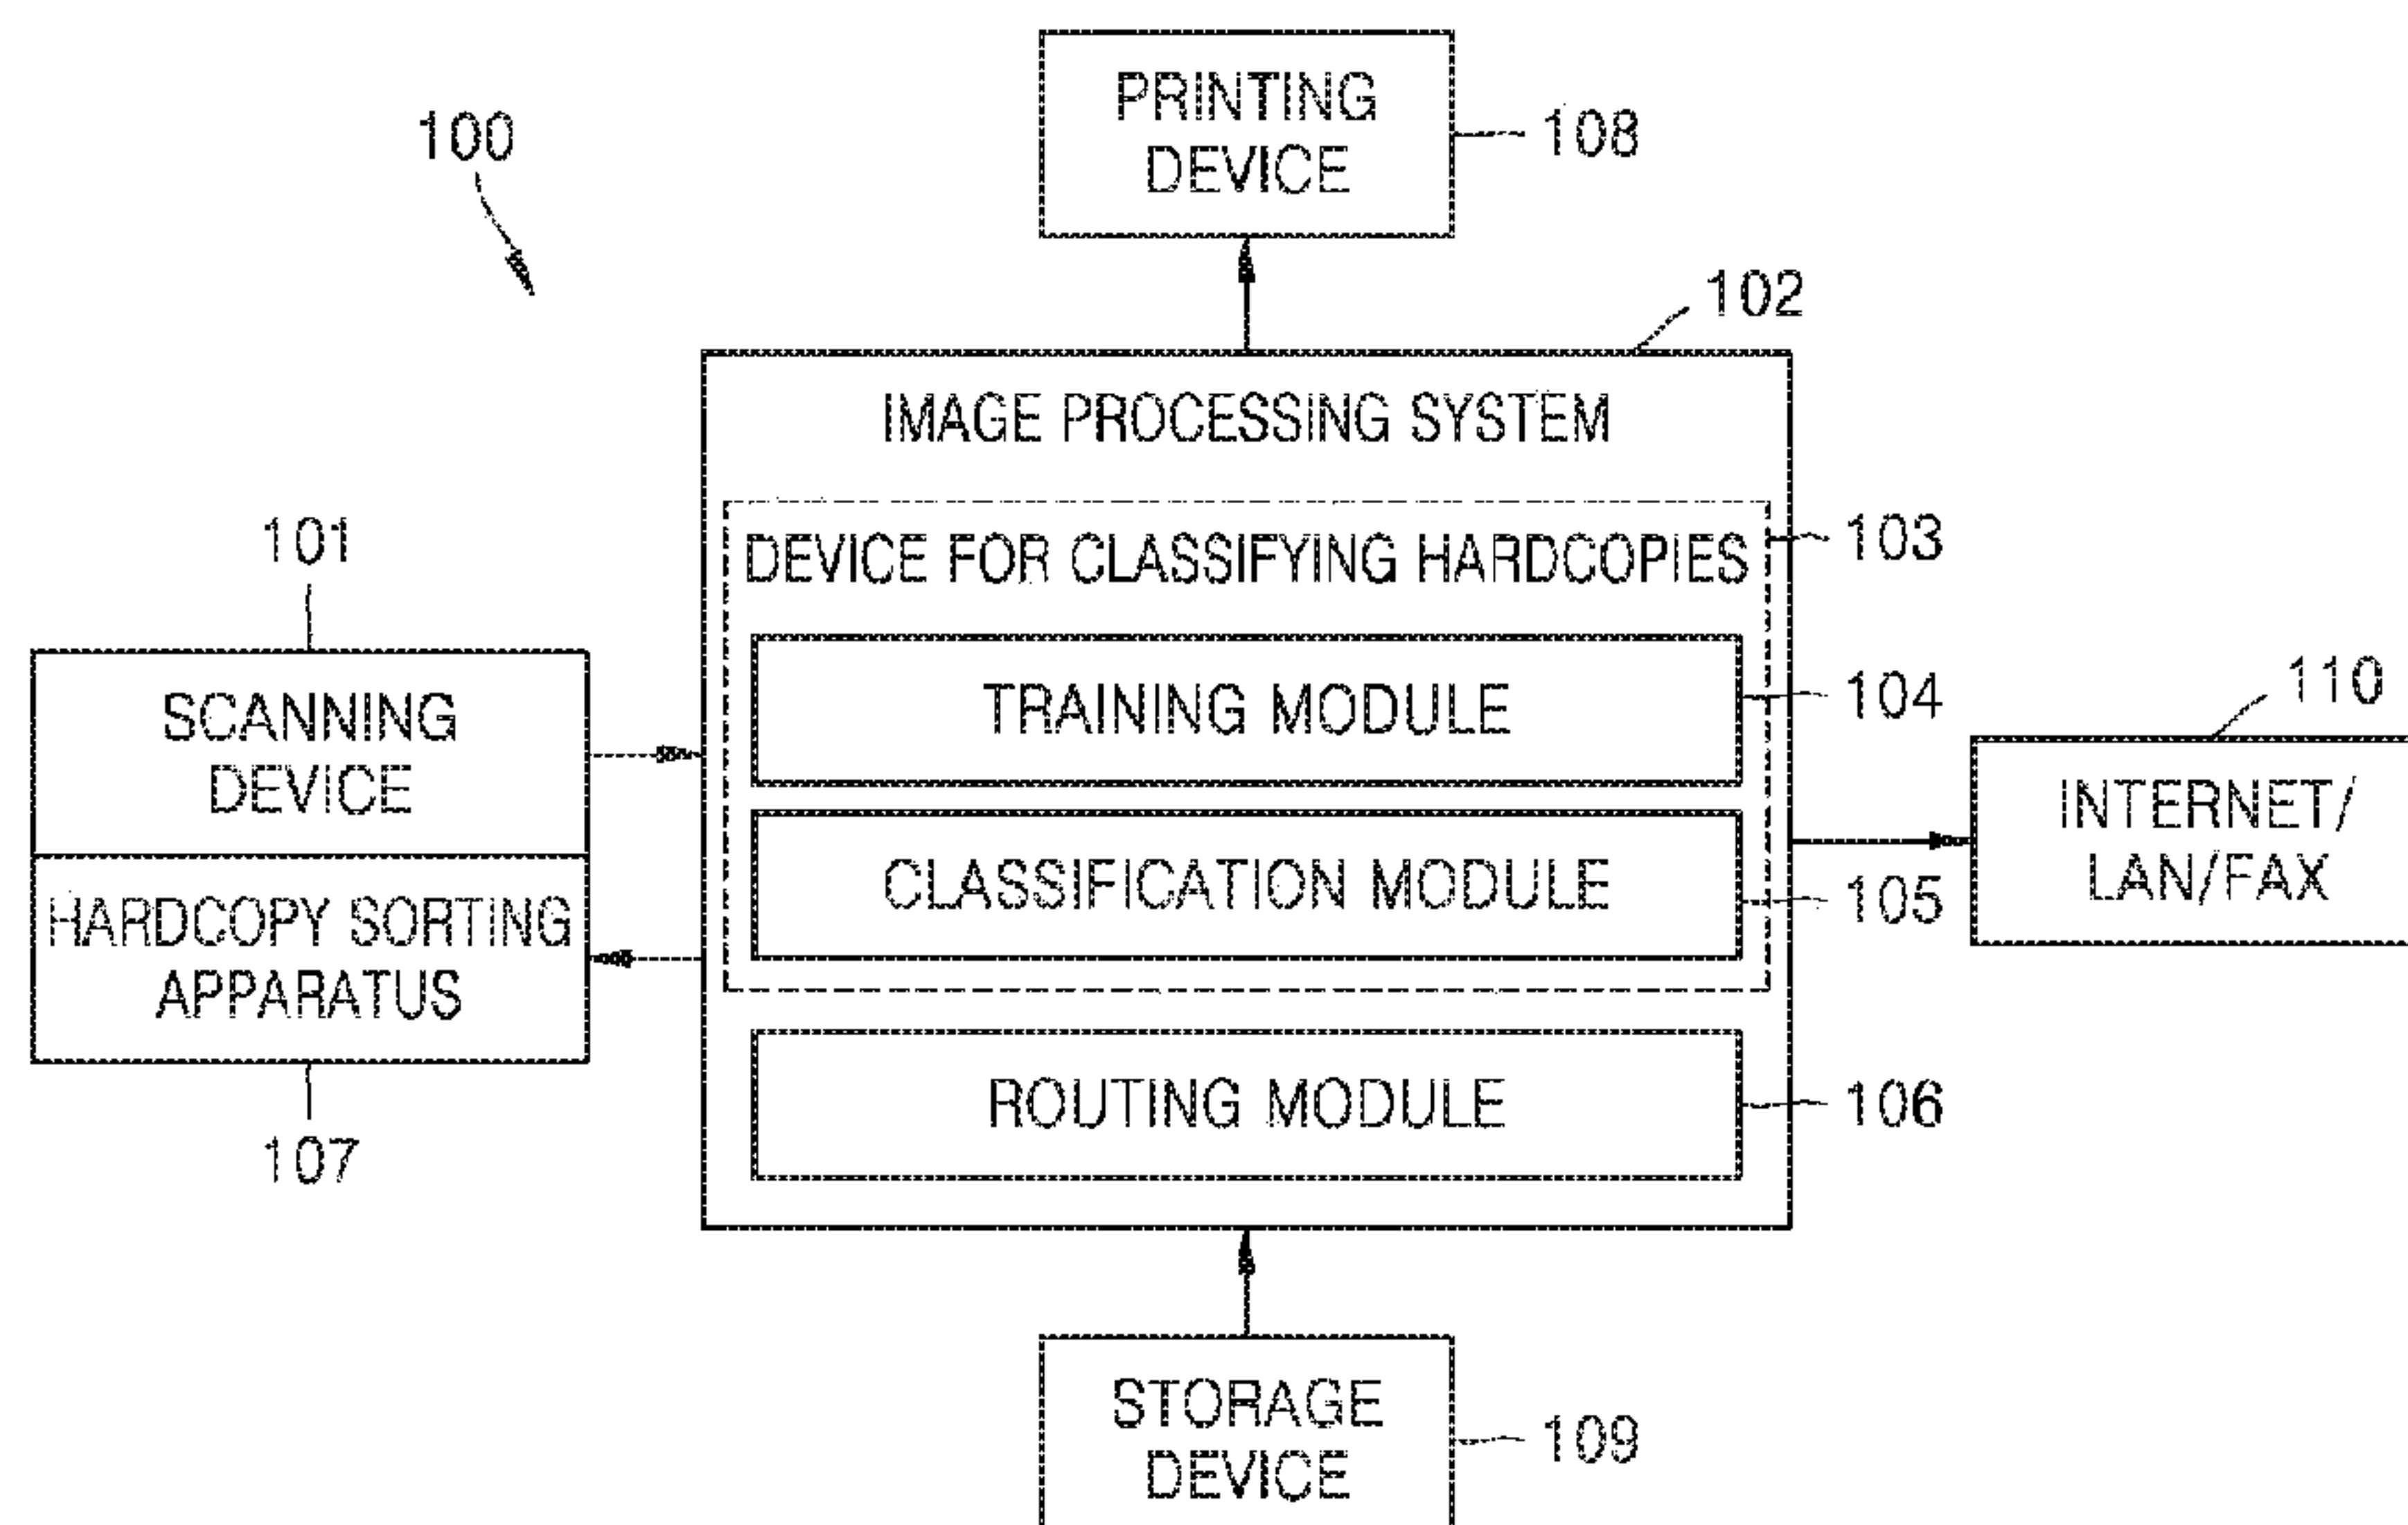 PRINTING
DEVICE
108
100
102
IMAGE PROCESSING SYSTEM
DEVICE FOR CLASSIFYING HARDCOPIES
103
101
TRAINING MODULE
104
SCANNING
DEVICE
110
INTERNET/
LAN/FAX
CLASSIFICATION MODULE
105
HARDCOPY SORTING
APPARATUS
107
ROUTING MODULE
106
STORAGE
DEVICE
109